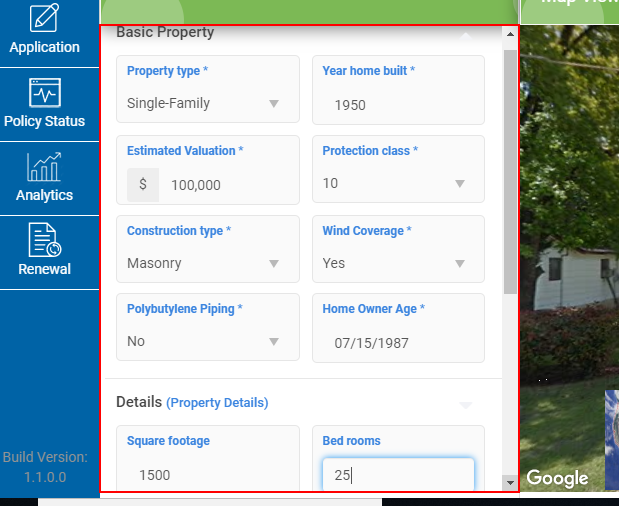 Application
Policy Status
Analytics
Renewal
Build Version:
1.1.0.0
Basic Property
Property type * Year home built *
Single-Family 1950
Estimated Valuation * Protection class *
$ 100,000 10
Construction type * Wind Coverage *
Masonry Yes
Polybutylene Piping * Home Owner Age *
No 07/15/1987
Details (Property Details)
Square footage Bed rooms
1500 25
Map View
Google